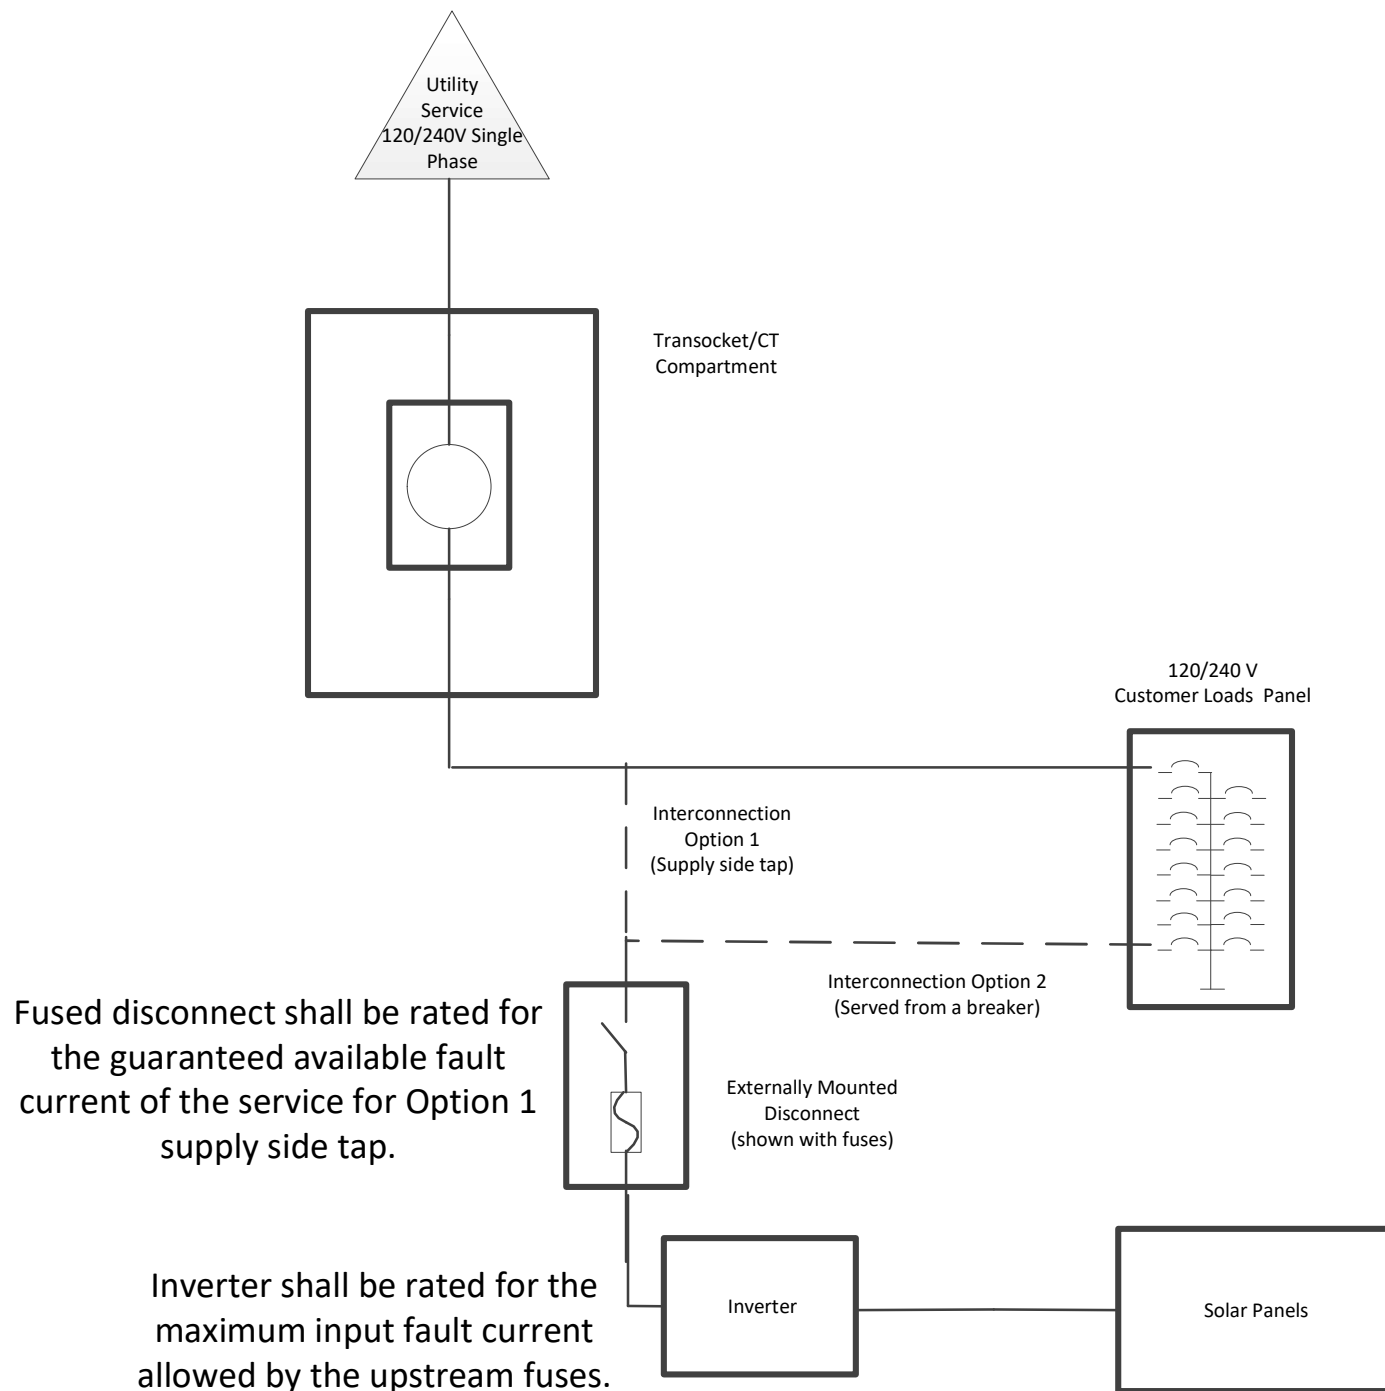 Utility
Service
120/240V Single
Phase
Transocket/CT
Compartment
120/240 V
Customer Loads  Panel
Interconnection
Option 1
(Supply side tap)
Interconnection Option 2
(Served from a breaker)
Fused disconnect shall be rated for
the guaranteed available fault
current of the service for Option 1
supply side tap.
Externally Mounted
Disconnect
(shown with fuses)
Inverter shall be rated for the
maximum input fault current
allowed by the upstream fuses.
Inverter
Solar Panels